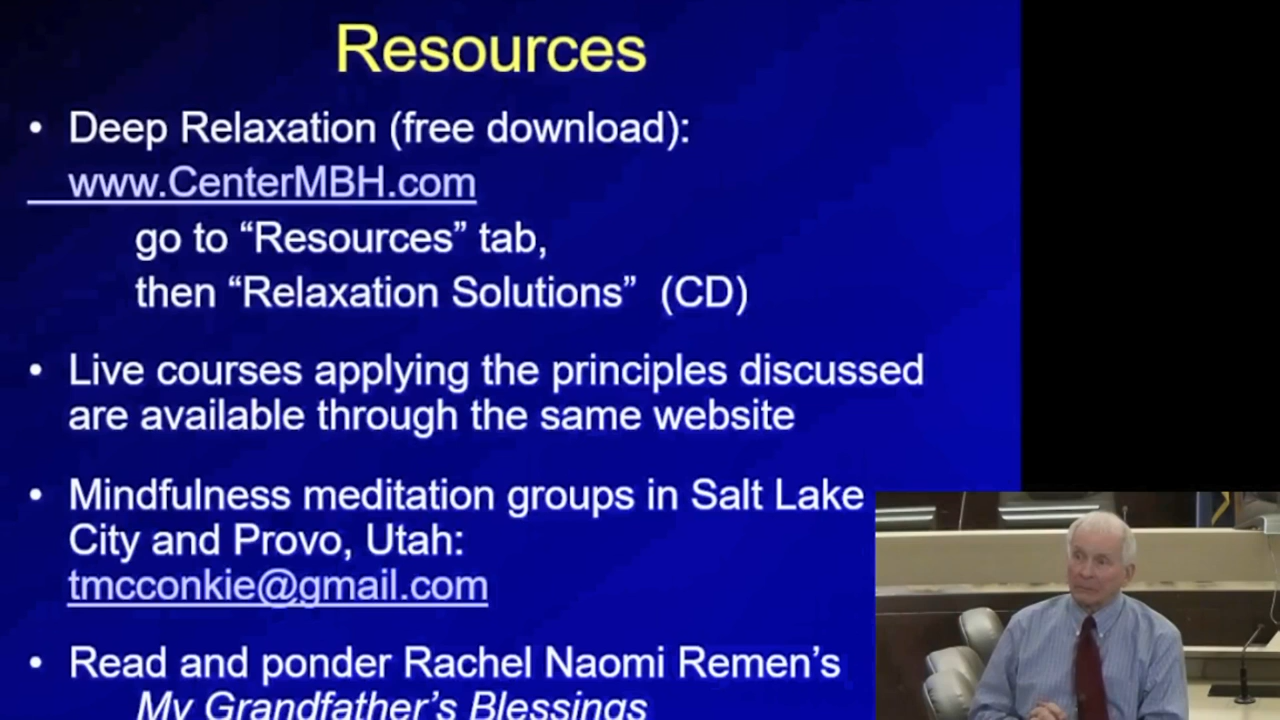 Resources
• Deep Relaxation (free download):
www.CenterMBH.com
go to “Resources” tab,
then “Relaxation Solutions” (CD)
• Live courses applying the principles discussed
are available through the same website
• Mindfulness meditation groups in Salt Lake
City and Provo, Utah:
tmcconkie@gmail.com
• Read and ponder Rachel Naomi Remen’s
My Grandfather’s Blessings